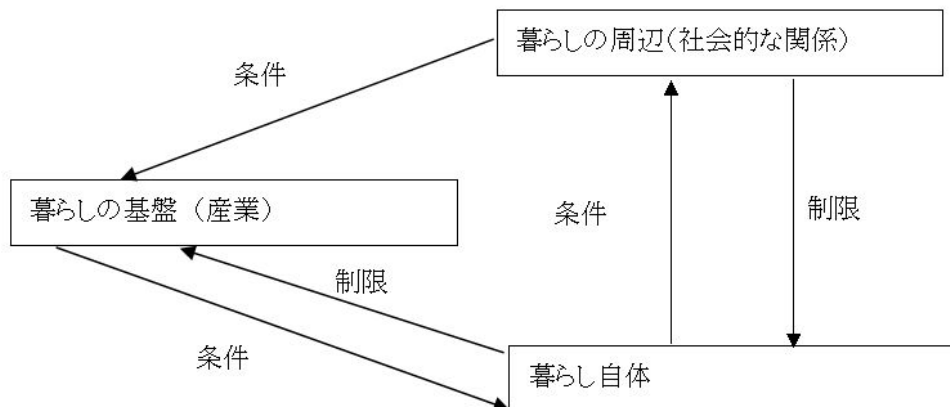 暮らしの周辺(社会的な関係)
条件
暮らしの基盤 (産業)
条件
制限
制限
条件
暮らし自体